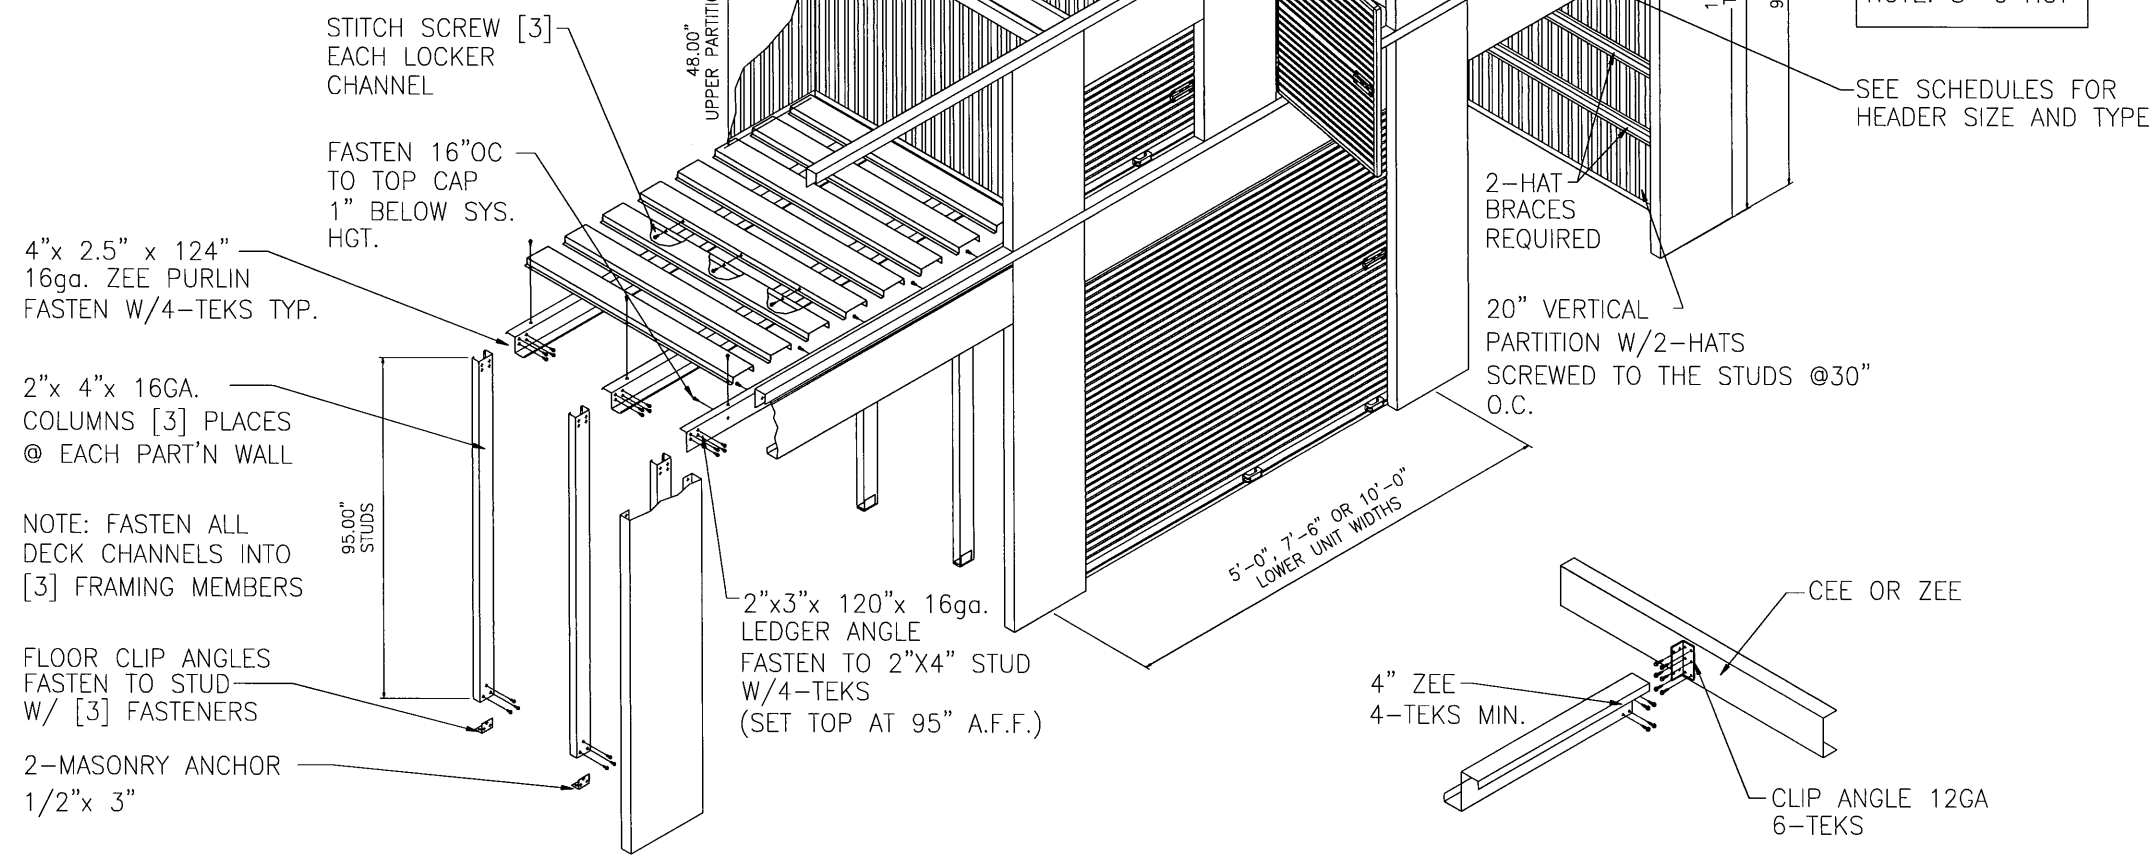 STITCH SCREW [3]
EACH LOCKER
CHANNEL
48.00"
UPPER
FASTEN 16"OC
TO TOP CAP
1" BELOW SYS.
HGT.
4"x 2.5" x 124"
16ga. ZEE PURLIN
FASTEN W/4-TEKS TYP.
2"x 4"x 16GA.
COLUMNS [3] PLACES
@ EACH PART'N WALL
95.00"
STUDS
NOTE: FASTEN ALL
DECK CHANNELS INTO
[3] FRAMING MEMBERS
FLOOR CLIP ANGLES
FASTEN TO STUD
W/ [3] FASTENERS
2-MASONRY ANCHOR
1/2"x 3"
2"x3"x 120"x 16ga.
LEDGER ANGLE
FASTEN TO 2"X4" STUD
W/4-TEKS
(SET TOP AT 95" A.F.F.)
5'-0", 7'-6" OR 10'-0"
LOWER UNIT WIDTHS
SEE SCHEDULES FOR
HEADER SIZE AND TYPE
2-HAT
BRACES
REQUIRED
20" VERTICAL
PARTITION W/2-HATS
SCREWED TO THE STUDS @30"
O.C.
CEE OR ZEE
4" ZEE
4-TEKS MIN.
CLIP ANGLE 12GA
6-TEKS